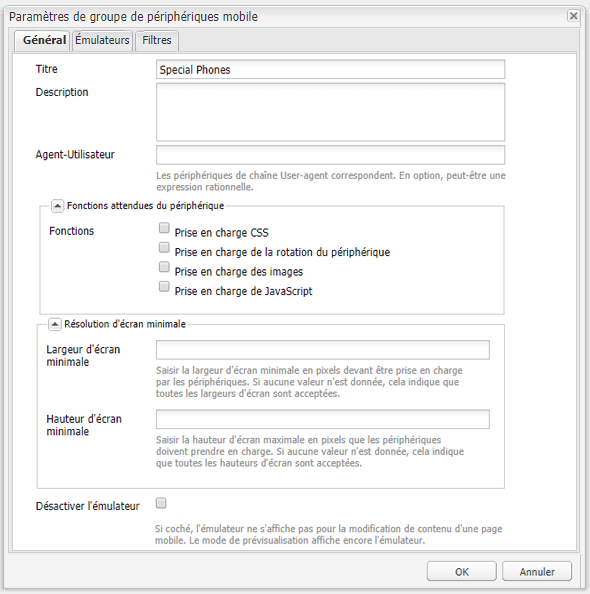 Paramètres de groupe de périphériques mobile
Général Émulateurs Filtres
Titre Special Phones
Description
Agent-Utilisateur
Les périphériques de chaîne User-agent correspondent. En option, peut-être une
expression rationnelle.
Fonctions attendues du périphérique
Fonctions Prise en charge CSS
Prise en charge de la rotation du périphérique
Prise en charge des images
Prise en charge de JavaScript
Résolution d'écran minimale
Largeur d'écran
minimale
Saisir la largeur d'écran minimale en pixels devant être prise en charge
par les périphériques. Si aucune valeur n'est donnée, cela indique que
toutes les largeurs d'écran sont acceptées.
Hauteur d'écran
minimale
Saisir la hauteur d'écran maximale en pixels que les périphériques
doivent prendre en charge. Si aucune valeur n'est donnée, cela indique
que toutes les hauteurs d'écran sont acceptées.
Désactiver l'émulateur
Si coché, l'émulateur ne s'affiche pas pour la modification de contenu d'une page
mobile. Le mode de prévisualisation affiche encore l'émulateur.
OK Annuler